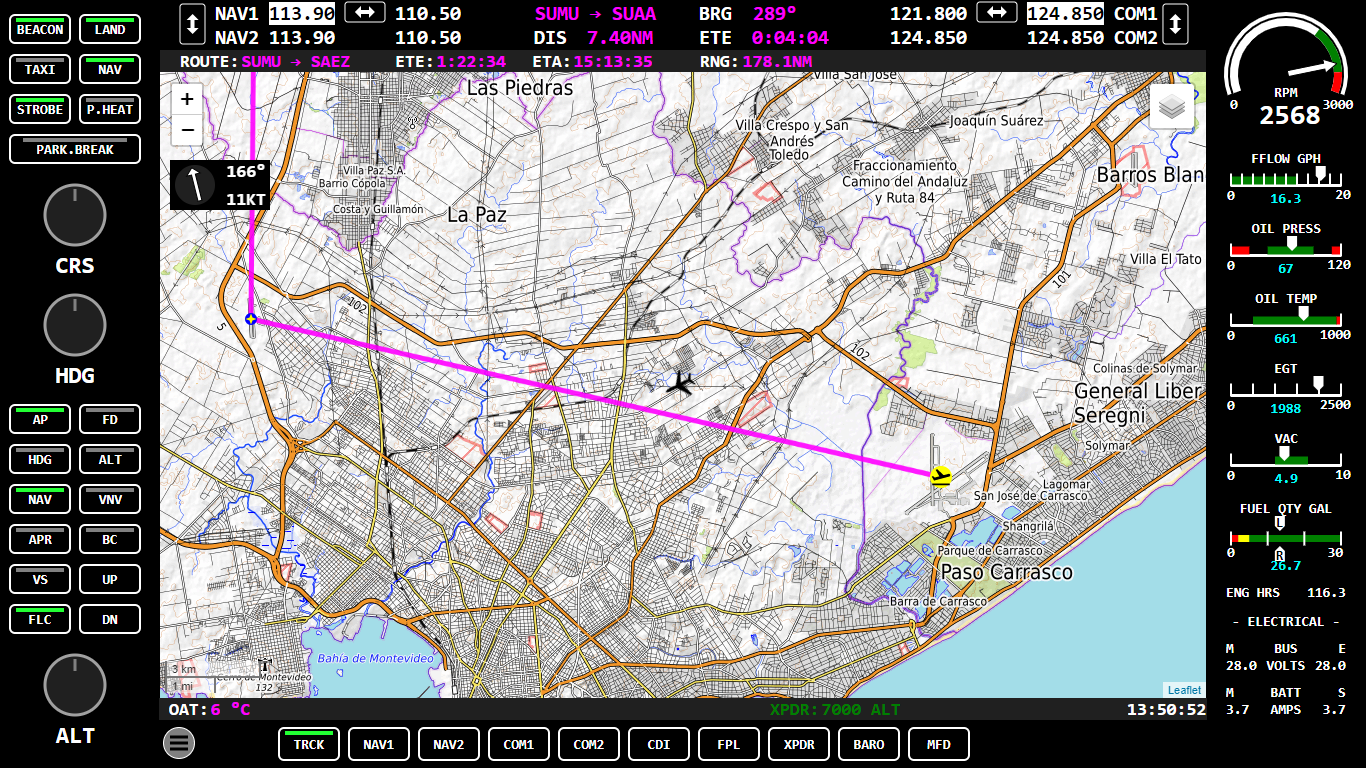 BEACON LAND
TAXI NAV
STROBE P.HEAT
PARK.BREAK
CRS
HDG
AP FD
HDG ALT
NAV VNV
APR BC
VS UP
FLC DN
ALT
NAV1 113.90 110.50 SUMU → SUAA BRG 289° 121.800 124.850 COM1
NAV2 113.90 110.50 DIS 7.40NM ETE 0:04:04 124.850 124.850 COM2
ROUTE:SUMU → SAEZ ETE:1:22:34 ETA:15:13:35 RNG:178.1NM
+
−
166°
11KT
Villa San José
Las Piedras
Villa Crespo y San
Andrés
Toledo
Joaquín Suárez
Fraccionamiento
Camino del Andaluz
y Ruta 84
Barros Blan
Villa Paz S.A.
Barrio Cópola
Costa y Guillamón
La Paz
Villa El Tato
101
102
5
102
Colinas de Solymar
General Liber
Seregni
Solymar
Lagomar
San José de Carrasco
Shangrilá
Parque de Carrasco
Paso Carrasco
Barra de Carrasco
Bahía de Montevideo
Cerro de Montevideo
132
3 km
1 mi
Leaflet
OAT:6 °C XPDR:7000 ALT 13:50:52
TRCK NAV1 NAV2 COM1 COM2 CDI FPL XPDR BARO MFD
RPM
0 3000
2568
FFLOW GPH
0 20
16.3
OIL PRESS
0 120
67
OIL TEMP
0 1000
661
EGT
0 2500
1988
VAC
0 10
4.9
FUEL QTY GAL
L
0 30
R
26.7
ENG HRS 116.3
- ELECTRICAL -
M BUS E
28.0 VOLTS 28.0
M BATT S
3.7 AMPS 3.7